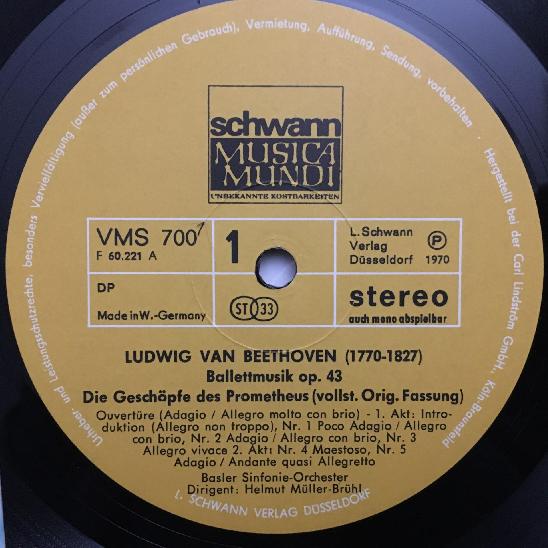 schwann
MUSICA
MUNDI
UNBEKANNTE KOSTBARKEITEN
VMS 700
F 60.221 A
1
L. Schwann
Verlag
Düsseldorf
P
1970
DP
Made in W.-Germany
ST 33
stereo
auch mono abspielbar
LUDWIG VAN BEETHOVEN (1770-1827)
Ballettmusik op. 43
Die Geschöpfe des Prometheus (vollst. Orig. Fassung)
Ouvertüre (Adagio / Allegro molto con brio) - 1. Akt: Intro-
duktion (Allegro non troppo), Nr. 1 Poco Adagio / Allegro
con brio, Nr. 2 Adagio / Allegro con brio, Nr. 3
Allegro vivace 2. Akt: Nr. 4 Maestoso, Nr. 5
Adagio / Andante quasi Allegretto
Basler Sinfonie-Orchester
Dirigent: Helmut Müller-Brühl
L. SCHWANN VERLAG DÜSSELDORF
Urheber- und Leistungsschutzrechte, besonders Vervielfältigung (außer zum persönlichen Gebrauch), Vermietung, Aufführung, Sendung, vorbehalten · Hergestellt bei der Carl Lindström GmbH., Köln-Braunsfeld